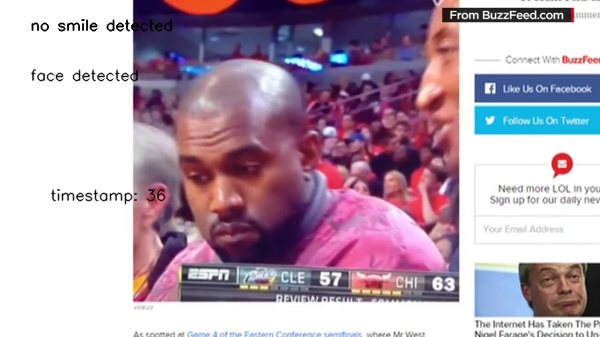 From BuzzFeed.com
no smile detected
Connect With BuzzFeed
face detected
Like Us On Facebook
Follow Us On Twitter
timestamp: 36
Need more LOL in you
Sign up for our daily new
Your Email Address
ESPN CLE 57 CHI 63
REVIEW RESULT
The Internet Has Taken The P
Nigel Farage's Decision to Un
As spotted at Game 4 of the Eastern Conference semifinals, where Mr West